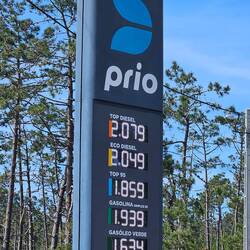 prio
TOP DIESEL
2.079
ECO DIESEL
2.049
TOP 95
1.859
GASOLINA
1.939
GASÓLEO VERDE
1.634